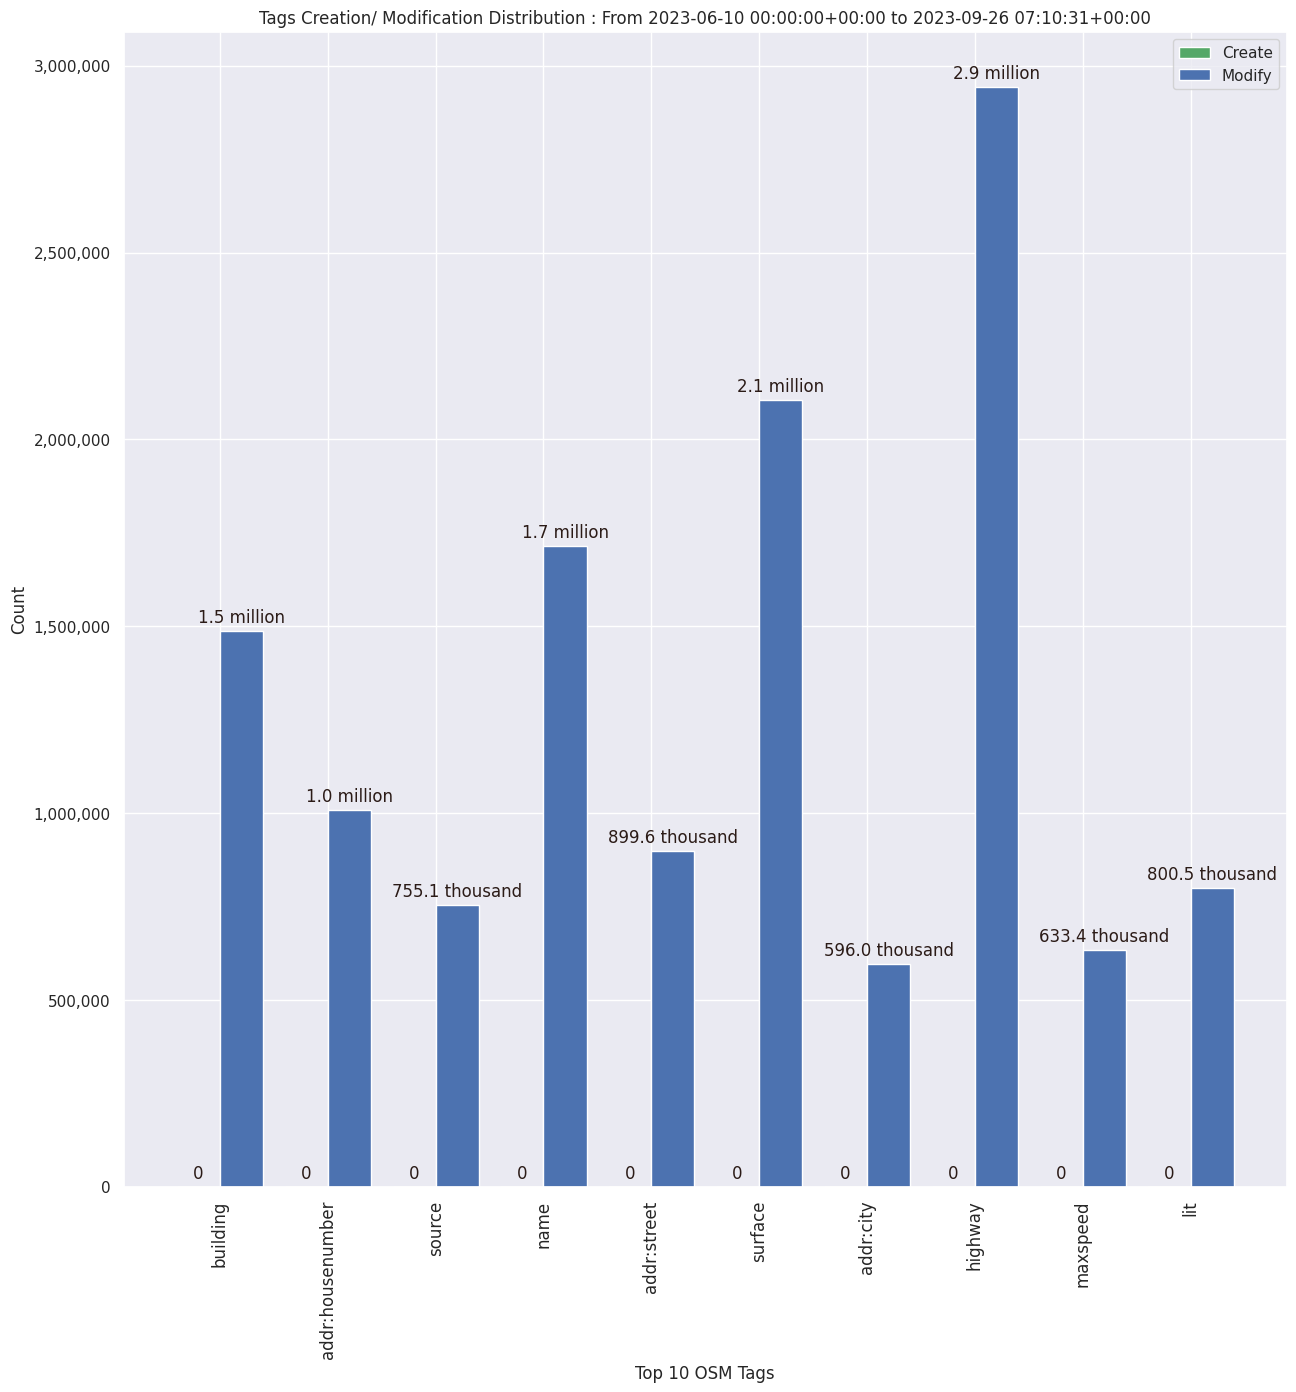 Tags Creation/ Modification Distribution : From 2023-06-10 00:00:00+00:00 to 2023-09-26 07:10:31+00:00
Create
Modify
3,000,000
2,500,000
2,000,000
1,500,000
1,000,000
500,000
0
Count
1.5 million
1.0 million
755.1 thousand
1.7 million
899.6 thousand
2.1 million
596.0 thousand
2.9 million
633.4 thousand
800.5 thousand
0
0
0
0
0
0
0
0
0
0
building
addr:housenumber
source
name
addr:street
surface
addr:city
highway
maxspeed
lit
Top 10 OSM Tags